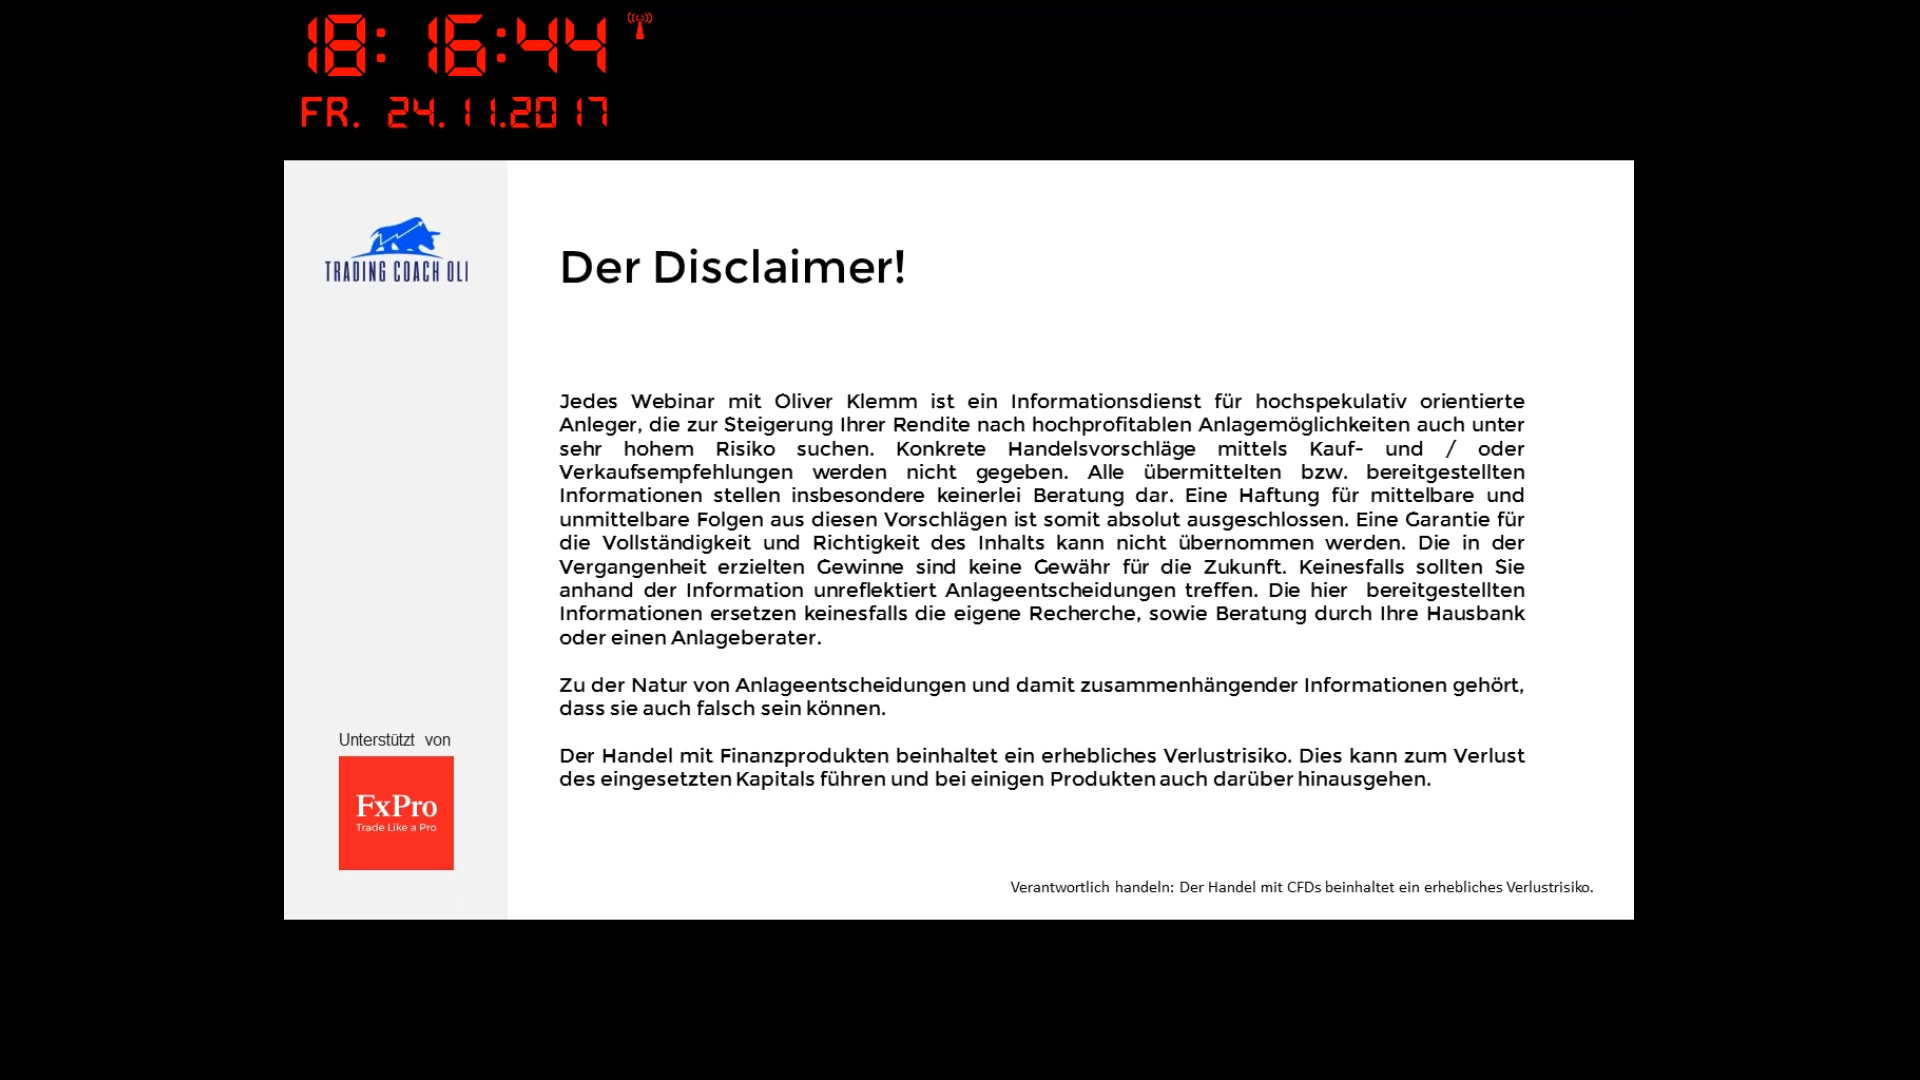 18:16:44
FR. 24.11.2017
TRADING COACH OLI
Der Disclaimer!
Jedes Webinar mit Oliver Klemm ist ein Informationsdienst für hochspekulativ orientierte
Anleger, die zur Steigerung Ihrer Rendite nach hochprofitablen Anlagemöglichkeiten auch unter
sehr hohem Risiko suchen. Konkrete Handelsvorschläge mittels Kauf- und / oder
Verkaufsempfehlungen werden nicht gegeben. Alle übermittelten bzw. bereitgestellten
Informationen stellen insbesondere keinerlei Beratung dar. Eine Haftung für mittelbare und
unmittelbare Folgen aus diesen Vorschlägen ist somit absolut ausgeschlossen. Eine Garantie für
die Vollständigkeit und Richtigkeit des Inhalts kann nicht übernommen werden. Die in der
Vergangenheit erzielten Gewinne sind keine Gewähr für die Zukunft. Keinesfalls sollten Sie
anhand der Information unreflektiert Anlageentscheidungen treffen. Die hier bereitgestellten
Informationen ersetzen keinesfalls die eigene Recherche, sowie Beratung durch Ihre Hausbank
oder einen Anlageberater.
Zu der Natur von Anlageentscheidungen und damit zusammenhängender Informationen gehört,
dass sie auch falsch sein können.
Der Handel mit Finanzprodukten beinhaltet ein erhebliches Verlustrisiko. Dies kann zum Verlust
des eingesetzten Kapitals führen und bei einigen Produkten auch darüber hinausgehen.
Unterstützt von
FxPro
Trade Like a Pro
Verantwortlich handeln: Der Handel mit CFDs beinhaltet ein erhebliches Verlustrisiko.